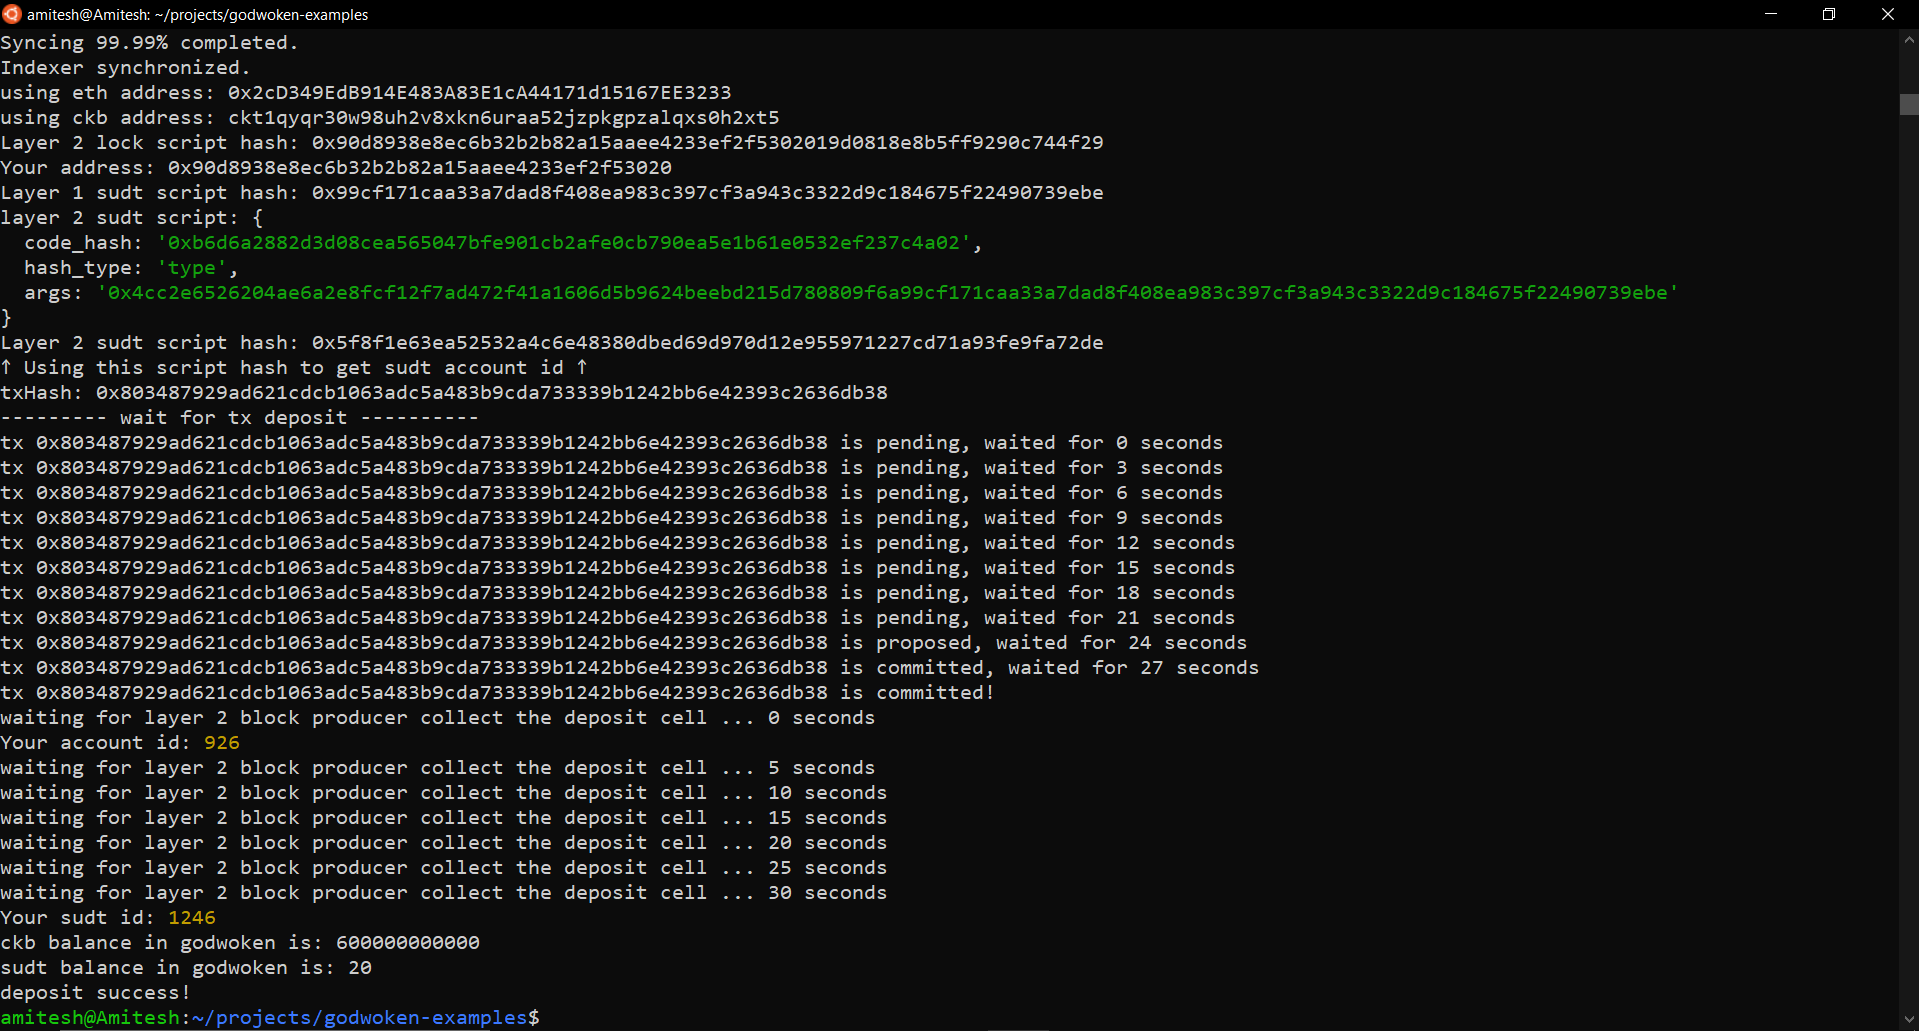 amitesh@Amitesh: ~/projects/godwoken-examples
Syncing 99.99% completed.
Indexer synchronized.
using eth address: 0x2cD349EdB914E483A83E1cA44171d15167EE3233
using ckb address: ckt1qyqr30w98uh2v8xkn6uraa52jzpkgpzalqxs0h2xt5
Layer 2 lock script hash: 0x90d8938e8ec6b32b2b82a15aaee4233ef2f5302019d0818e8b5ff9290c744f29
Your address: 0x90d8938e8ec6b32b2b82a15aaee4233ef2f53020
Layer 1 sudt script hash: 0x99cf171caa33a7dad8f408ea983c397cf3a943c3322d9c184675f22490739ebe
layer 2 sudt script: {
  code_hash: '0xb6d6a2882d3d08cea565047bfe901cb2afe0cb790ea5e1b61e0532ef237c4a02',
  hash_type: 'type',
  args: '0x4cc2e6526204ae6a2e8fcf12f7ad472f41a1606d5b9624beebd215d780809f6a99cf171caa33a7dad8f408ea983c397cf3a943c3322d9c184675f22490739ebe'
}
Layer 2 sudt script hash: 0x5f8f1e63ea52532a4c6e48380dbed69d970d12e955971227cd71a93fe9fa72de
↑ Using this script hash to get sudt account id ↑
txHash: 0x803487929ad621cdcb1063adc5a483b9cda733339b1242bb6e42393c2636db38
--------- wait for tx deposit ----------
tx 0x803487929ad621cdcb1063adc5a483b9cda733339b1242bb6e42393c2636db38 is pending, waited for 0 seconds
tx 0x803487929ad621cdcb1063adc5a483b9cda733339b1242bb6e42393c2636db38 is pending, waited for 3 seconds
tx 0x803487929ad621cdcb1063adc5a483b9cda733339b1242bb6e42393c2636db38 is pending, waited for 6 seconds
tx 0x803487929ad621cdcb1063adc5a483b9cda733339b1242bb6e42393c2636db38 is pending, waited for 9 seconds
tx 0x803487929ad621cdcb1063adc5a483b9cda733339b1242bb6e42393c2636db38 is pending, waited for 12 seconds
tx 0x803487929ad621cdcb1063adc5a483b9cda733339b1242bb6e42393c2636db38 is pending, waited for 15 seconds
tx 0x803487929ad621cdcb1063adc5a483b9cda733339b1242bb6e42393c2636db38 is pending, waited for 18 seconds
tx 0x803487929ad621cdcb1063adc5a483b9cda733339b1242bb6e42393c2636db38 is pending, waited for 21 seconds
tx 0x803487929ad621cdcb1063adc5a483b9cda733339b1242bb6e42393c2636db38 is proposed, waited for 24 seconds
tx 0x803487929ad621cdcb1063adc5a483b9cda733339b1242bb6e42393c2636db38 is committed, waited for 27 seconds
tx 0x803487929ad621cdcb1063adc5a483b9cda733339b1242bb6e42393c2636db38 is committed!
waiting for layer 2 block producer collect the deposit cell ... 0 seconds
Your account id: 926
waiting for layer 2 block producer collect the deposit cell ... 5 seconds
waiting for layer 2 block producer collect the deposit cell ... 10 seconds
waiting for layer 2 block producer collect the deposit cell ... 15 seconds
waiting for layer 2 block producer collect the deposit cell ... 20 seconds
waiting for layer 2 block producer collect the deposit cell ... 25 seconds
waiting for layer 2 block producer collect the deposit cell ... 30 seconds
Your sudt id: 1246
ckb balance in godwoken is: 600000000000
sudt balance in godwoken is: 20
deposit success!
amitesh@Amitesh:~/projects/godwoken-examples$